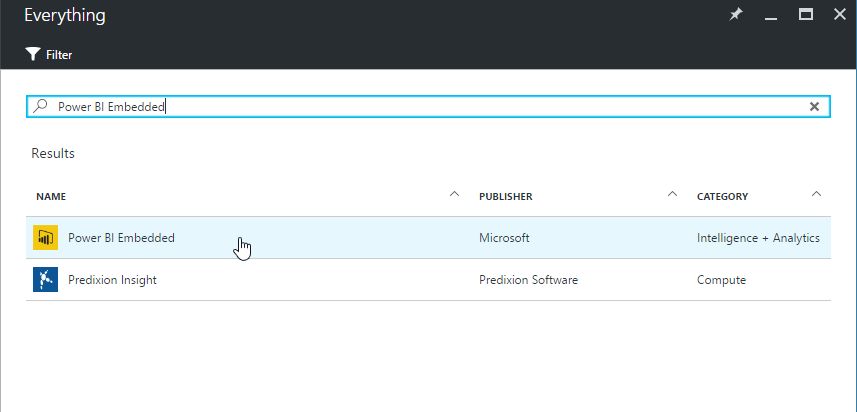 Everything
Filter
Power BI Embedded
Results
NAME PUBLISHER CATEGORY
Power BI Embedded Microsoft Intelligence + Analytics
Predixion Insight Predixion Software Compute